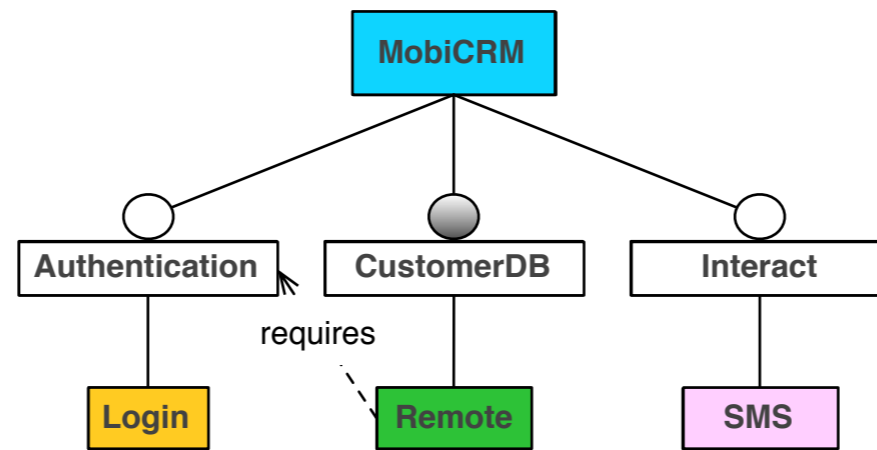 MobiCRM
Authentication
CustomerDB
Interact
requires
Login
Remote
SMS